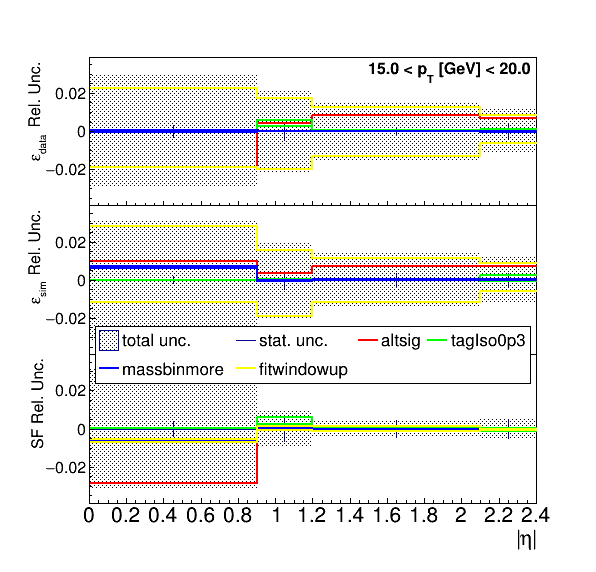 15.0 < p_T [GeV] < 20.0
ε_data Rel. Unc.
0.02
0
−0.02
ε_sim Rel. Unc.
0.02
0
−0.02
total unc. stat. unc. altsig tagIso0p3
massbinmore fitwindowup
SF Rel. Unc.
0.02
0
−0.02
0 0.2 0.4 0.6 0.8 1 1.2 1.4 1.6 1.8 2 2.2 2.4
|η|